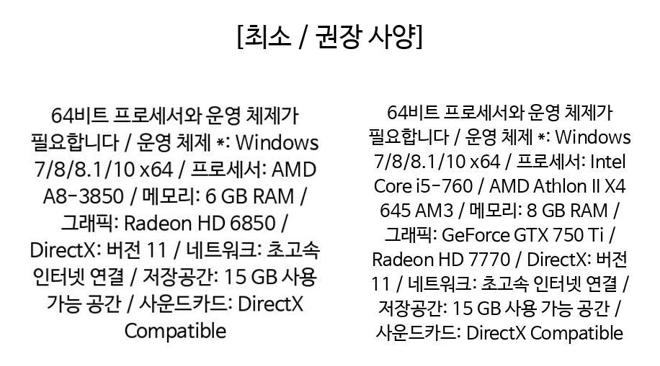 [최소 / 권장 사양]
64비트 프로세서와 운영 체제가
필요합니다 / 운영 체제 *: Windows
7/8/8.1/10 x64 / 프로세서: AMD
A8-3850 / 메모리: 6 GB RAM /
그래픽: Radeon HD 6850 /
DirectX: 버전 11 / 네트워크: 초고속
인터넷 연결 / 저장공간: 15 GB 사용
가능 공간 / 사운드카드: DirectX
Compatible
64비트 프로세서와 운영 체제가
필요합니다 / 운영 체제 *: Windows
7/8/8.1/10 x64 / 프로세서: Intel
Core i5-760 / AMD Athlon II X4
645 AM3 / 메모리: 8 GB RAM /
그래픽: GeForce GTX 750 Ti /
Radeon HD 7770 / DirectX: 버전
11 / 네트워크: 초고속 인터넷 연결 /
저장공간: 15 GB 사용 가능 공간 /
사운드카드: DirectX Compatible